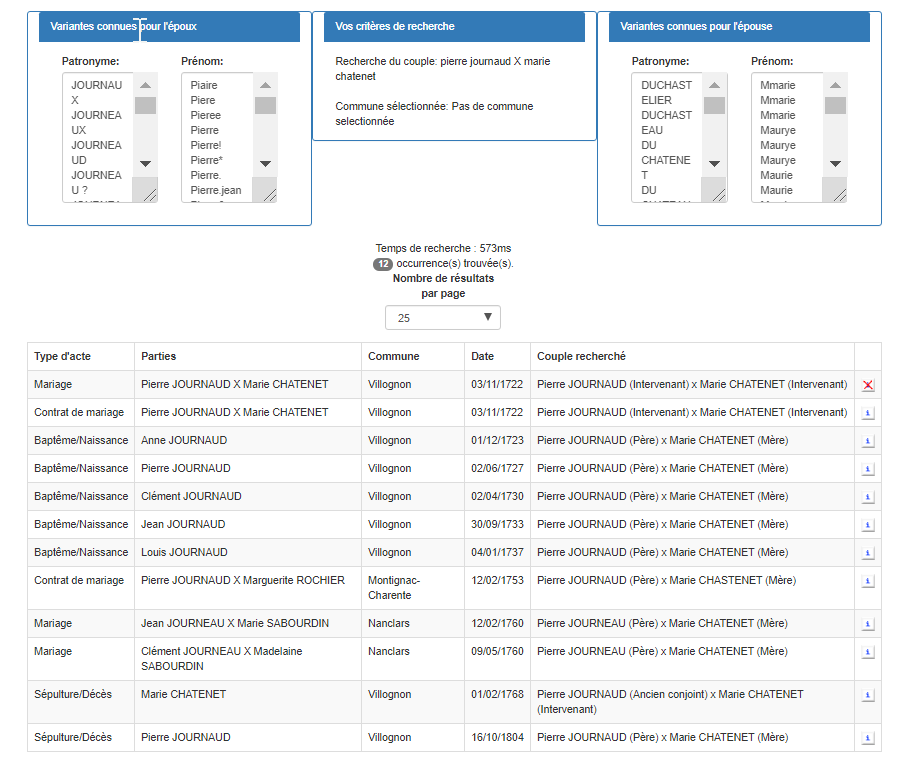 Variantes connues pour l'époux
Patronyme:
Prénom:
JOURNAU
X
JOURNEA
UX
JOURNEA
UD
JOURNEA
U ?
Piaire
Piere
Pieree
Pierre
Pierre!
Pierre*
Pierre.
Pierre.jean
Vos critères de recherche
Recherche du couple: pierre journaud X marie
chatenet
Commune sélectionnée: Pas de commune
selectionnée
Variantes connues pour l'épouse
Patronyme:
Prénom:
DUCHAST
ELIER
DUCHAST
EAU
DU
CHATENE
T
DU
Mmarie
Mmarie
Mmarie
Maurye
Maurye
Maurye
Maurie
Maurie
Temps de recherche : 573ms
12 occurrence(s) trouvée(s).
Nombre de résultats
par page
25
Type d'acte Parties Commune Date Couple recherché
Mariage Pierre JOURNAUD X Marie CHATENET Villognon 03/11/1722 Pierre JOURNAUD (Intervenant) x Marie CHATENET (Intervenant)
Contrat de mariage Pierre JOURNAUD X Marie CHATENET Villognon 03/11/1722 Pierre JOURNAUD (Intervenant) x Marie CHATENET (Intervenant)
Baptême/Naissance Anne JOURNAUD Villognon 01/12/1723 Pierre JOURNAUD (Père) x Marie CHATENET (Mère)
Baptême/Naissance Pierre JOURNAUD Villognon 02/06/1727 Pierre JOURNAUD (Père) x Marie CHATENET (Mère)
Baptême/Naissance Clément JOURNAUD Villognon 02/04/1730 Pierre JOURNAUD (Père) x Marie CHATENET (Mère)
Baptême/Naissance Jean JOURNAUD Villognon 30/09/1733 Pierre JOURNAUD (Père) x Marie CHATENET (Mère)
Baptême/Naissance Louis JOURNAUD Villognon 04/01/1737 Pierre JOURNAUD (Père) x Marie CHATENET (Mère)
Contrat de mariage Pierre JOURNAUD X Marguerite ROCHIER Montignac- 12/02/1753 Pierre JOURNAUD (Père) x Marie CHASTENET (Mère)
Charente
Mariage Jean JOURNEAU X Marie SABOURDIN Nanclars 12/02/1760 Pierre JOURNEAU (Père) x Marie CHATENET (Mère)
Mariage Clément JOURNEAU X Madelaine Nanclars 09/05/1760 Pierre JOURNEAU (Père) x Marie CHATENET (Mère)
SABOURDIN
Sépulture/Décès Marie CHATENET Villognon 01/02/1768 Pierre JOURNAUD (Ancien conjoint) x Marie CHATENET
(Intervenant)
Sépulture/Décès Pierre JOURNAUD Villognon 16/10/1804 Pierre JOURNAUD (Père) x Marie CHATENET (Mère)